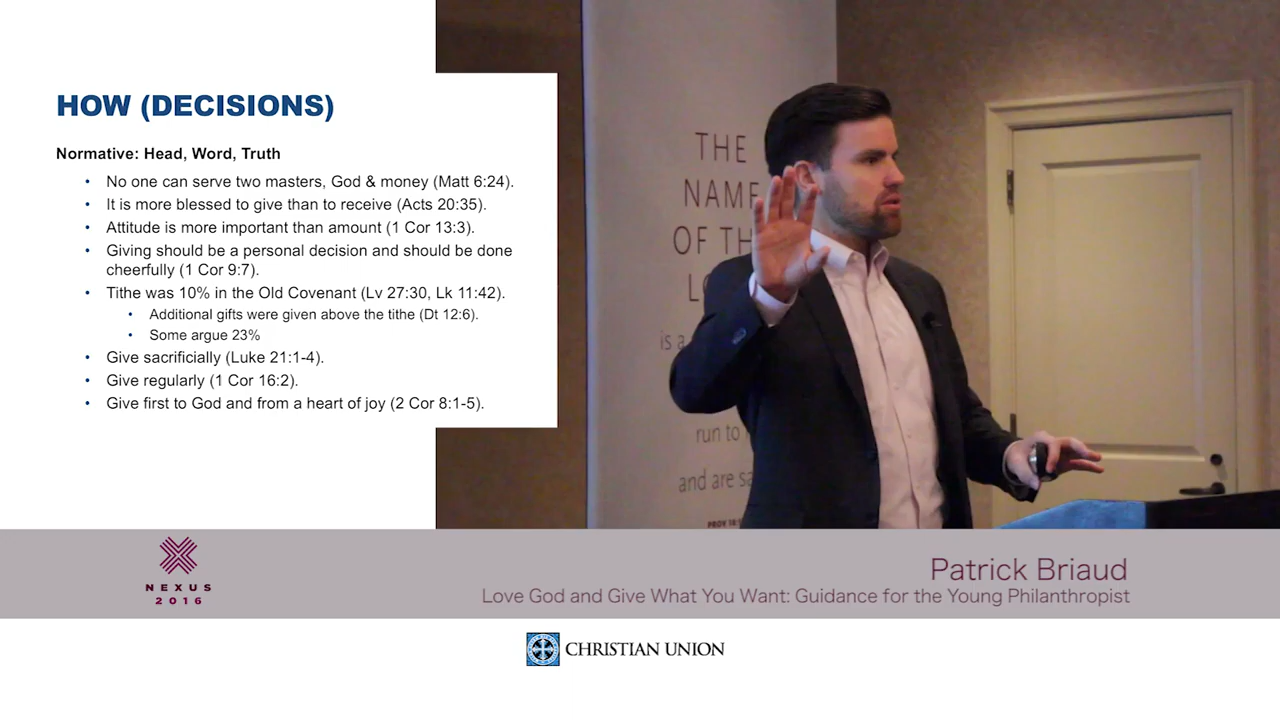 HOW (DECISIONS)
Normative: Head, Word, Truth
• No one can serve two masters, God & money (Matt 6:24).
• It is more blessed to give than to receive (Acts 20:35).
• Attitude is more important than amount (1 Cor 13:3).
• Giving should be a personal decision and should be done
cheerfully (1 Cor 9:7).
• Tithe was 10% in the Old Covenant (Lv 27:30, Lk 11:42).
• Additional gifts were given above the tithe (Dt 12:6).
• Some argue 23%
• Give sacrificially (Luke 21:1-4).
• Give regularly (1 Cor 16:2).
• Give first to God and from a heart of joy (2 Cor 8:1-5).
THE
NAME
OF TH
L
is a
run to
and are sa
PROV 18:
NEXUS
2016
Patrick Briaud
Love God and Give What You Want: Guidance for the Young Philanthropist
CHRISTIAN UNION